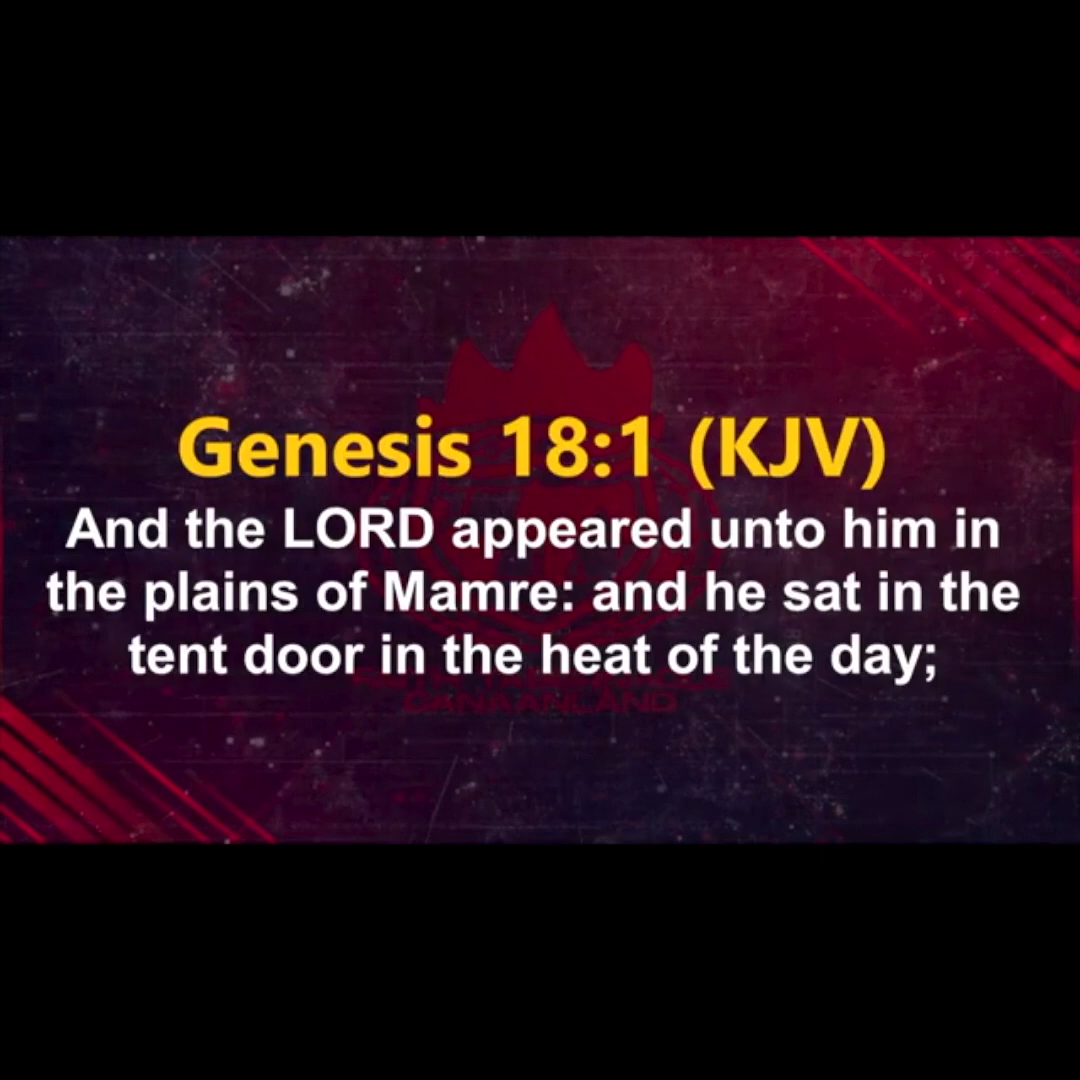 Genesis 18:1 (KJV)
And the LORD appeared unto him in
the plains of Mamre: and he sat in the
tent door in the heat of the day;
CANAANLAND